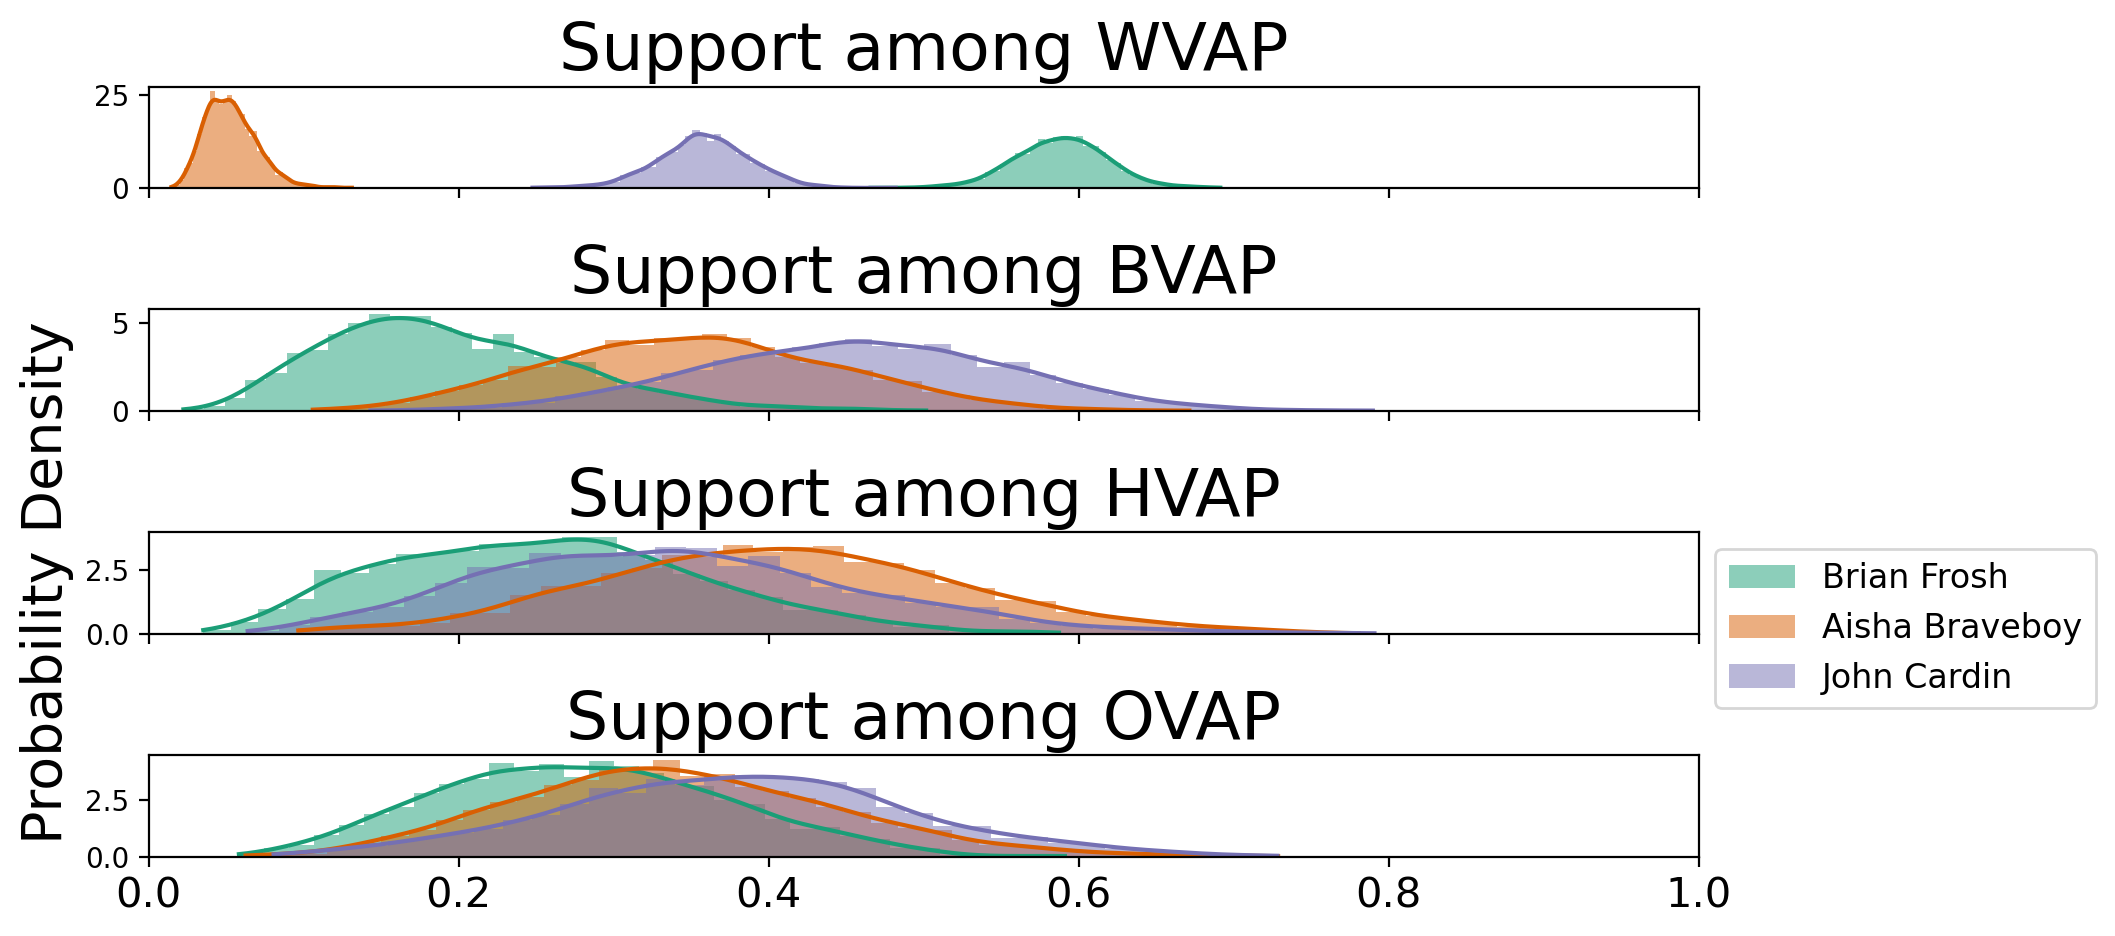 Support among WVAP
25
0
Support among BVAP
5
0
Support among HVAP
2.5
0.0
Support among OVAP
2.5
0.0
0.0 0.2 0.4 0.6 0.8 1.0
Probability Density
Brian Frosh
Aisha Braveboy
John Cardin